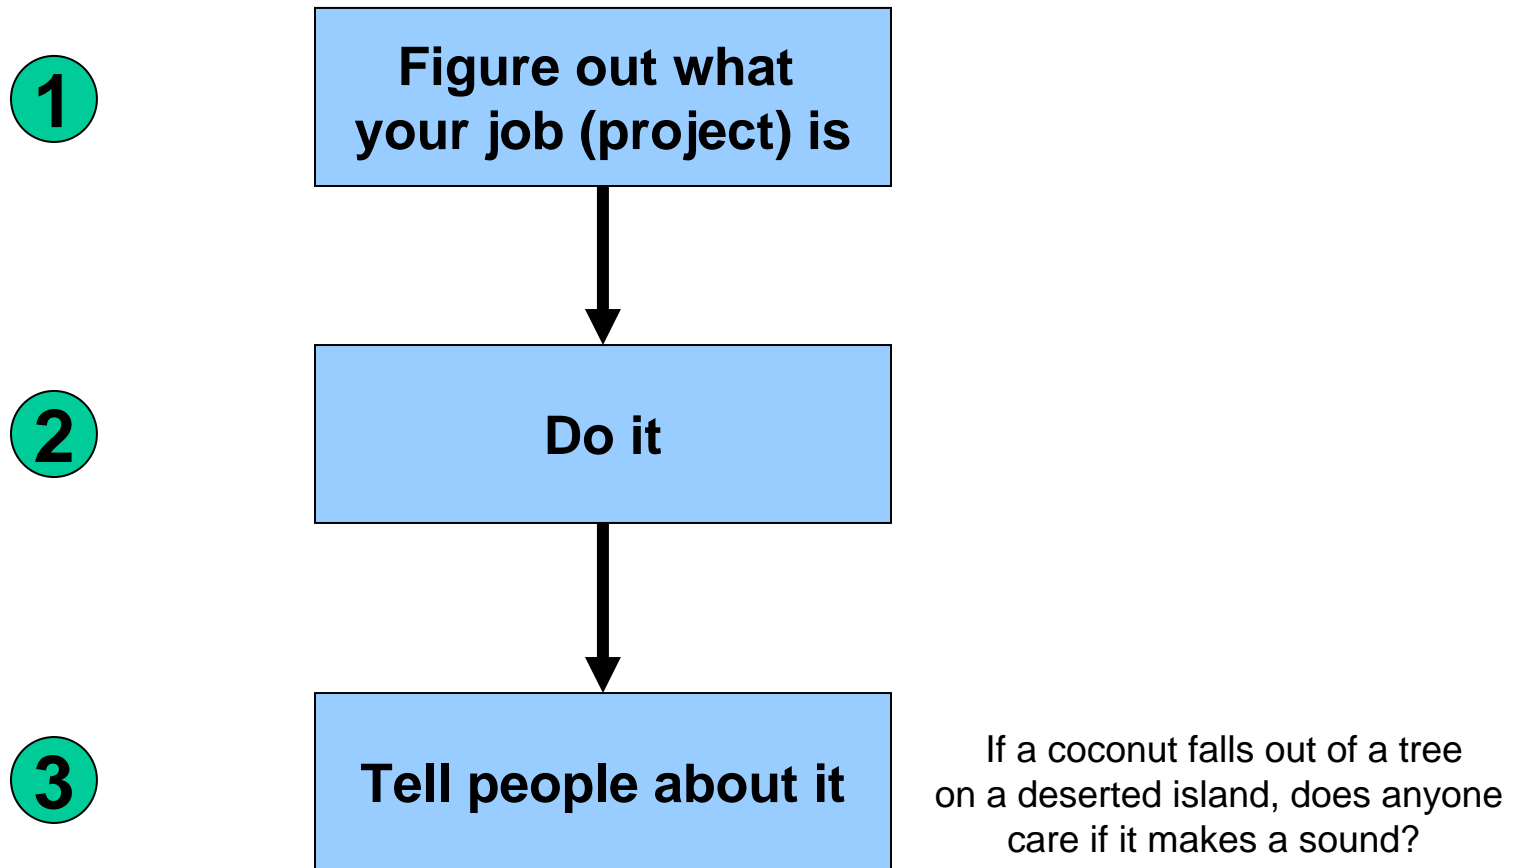 1
Figure out what
your job (project) is
2
Do it
3
Tell people about it
If a coconut falls out of a tree
on a deserted island, does anyone
care if it makes a sound?